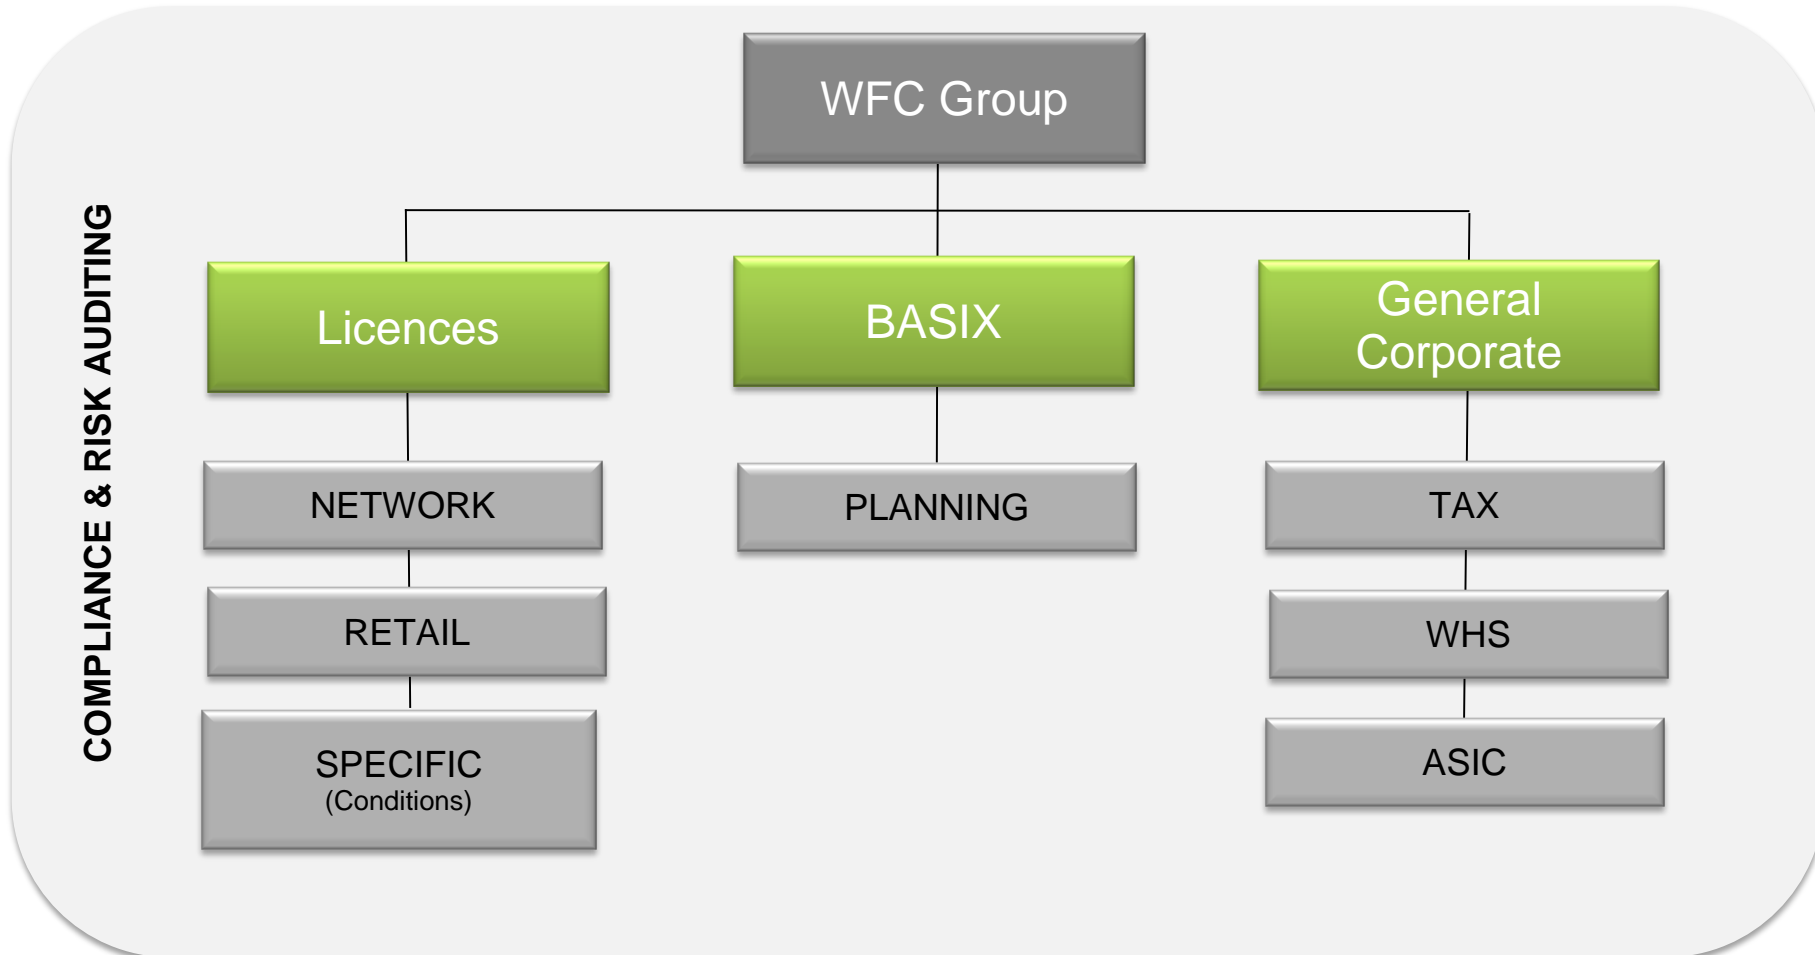 WFC Group
COMPLIANCE & RISK AUDITING
Licences
BASIX
General
Corporate
NETWORK
PLANNING
TAX
RETAIL
WHS
SPECIFIC
(Conditions)
ASIC